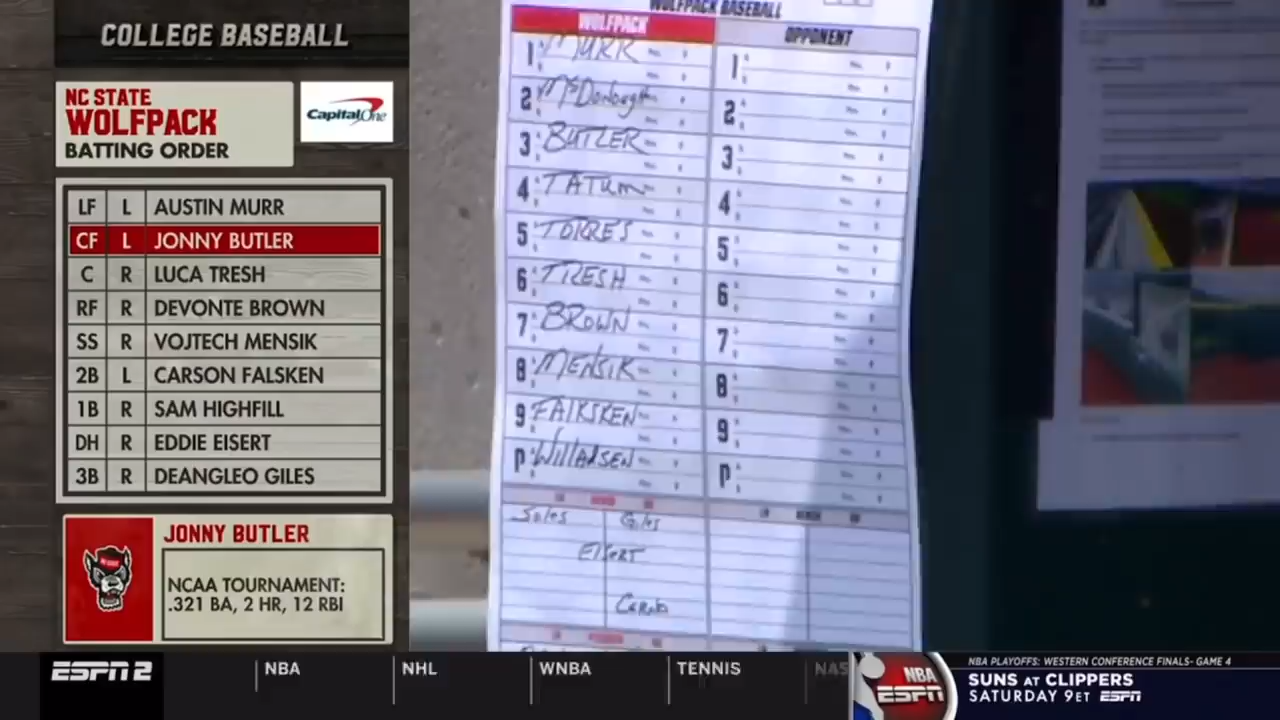 COLLEGE BASEBALL
NC STATE
WOLFPACK
BATTING ORDER
Capital One
LF L AUSTIN MURR
CF L JONNY BUTLER
C R LUCA TRESH
RF R DEVONTE BROWN
SS R VOJTECH MENSIK
2B L CARSON FALSKEN
1B R SAM HIGHFILL
DH R EDDIE EISERT
3B R DEANGLEO GILES
JONNY BUTLER
NCAA TOURNAMENT:
.321 BA, 2 HR, 12 RBI
WOLFPACK BASEBALL
WOLFPACK OPPONENT
1 MURR 1
2 McDonough 2
3 BUTLER 3
4 TATUM 4
5 TORRES 5
6 TRESH 6
7 BROWN 7
8 MENSIK 8
9 9
P WILLADSEN P
Soles Giles
EISERT
ESPN 2 NBA NHL WNBA TENNIS NAS
NBA ESPN
NBA PLAYOFFS: WESTERN CONFERENCE FINALS- GAME 4
SUNS AT CLIPPERS
SATURDAY 9ET ESPN